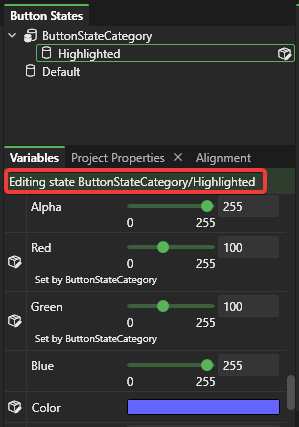 Button States
ButtonStateCategory
Highlighted
Default
Variables Project Properties × Alignment
Editing state ButtonStateCategory/Highlighted
Alpha 255
0 255
Red 100
0 255
Set by ButtonStateCategory
Green 100
0 255
Set by ButtonStateCategory
Blue 255
0 255
Color